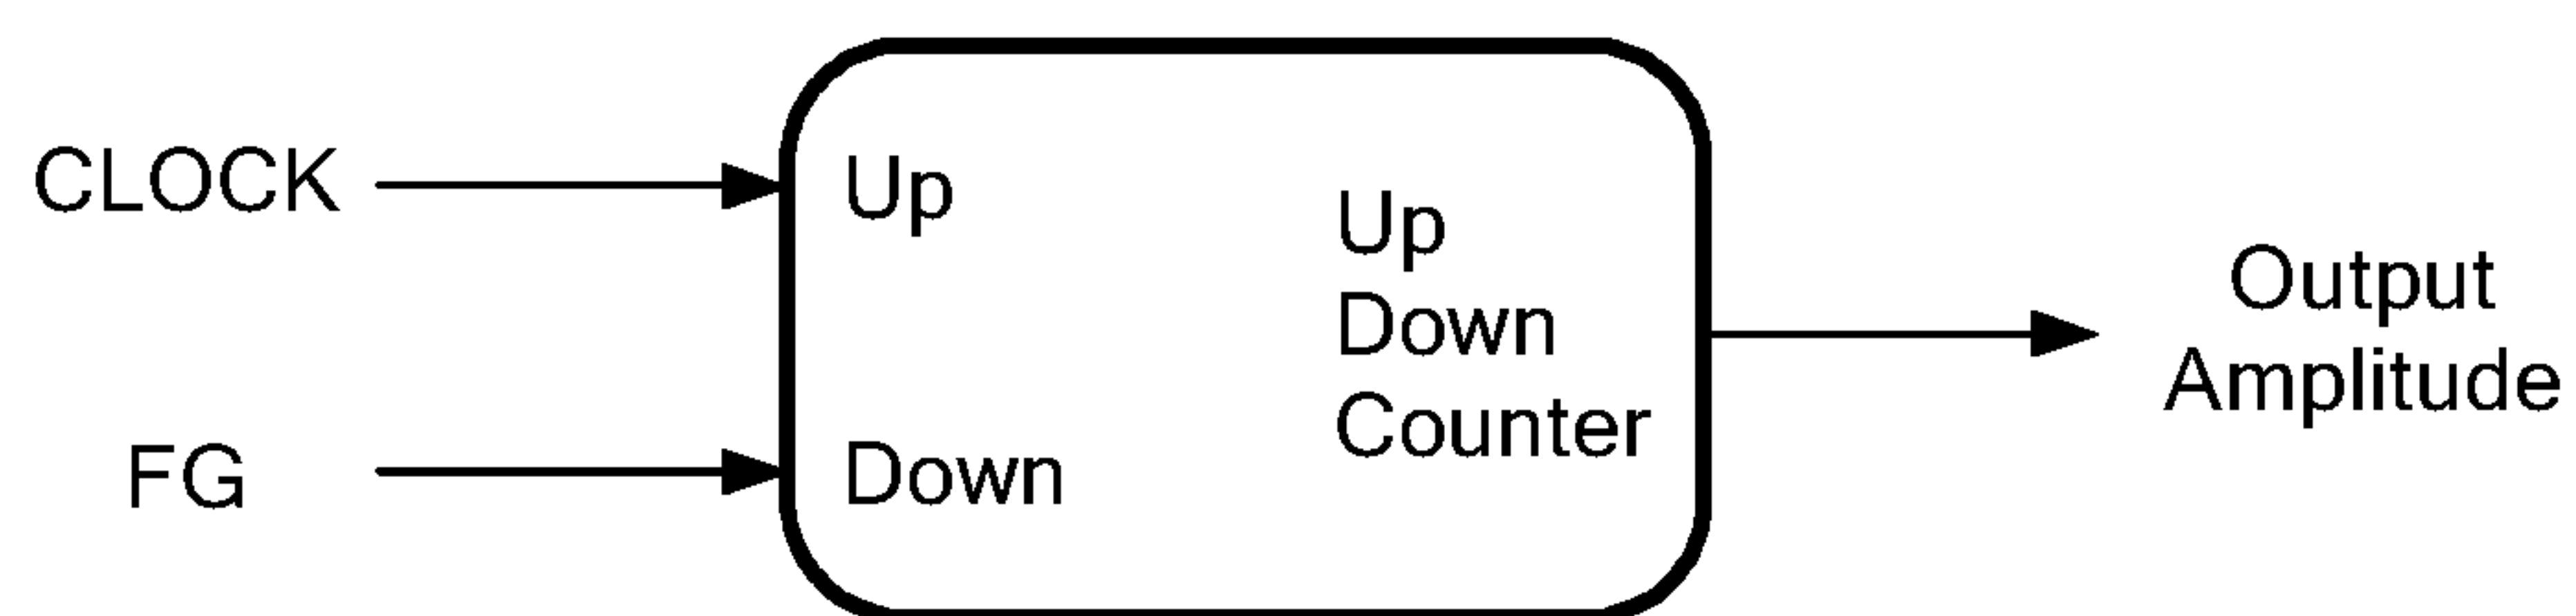 CLOCK
Up
FG
Down
Up
Down
Counter
Output
Amplitude